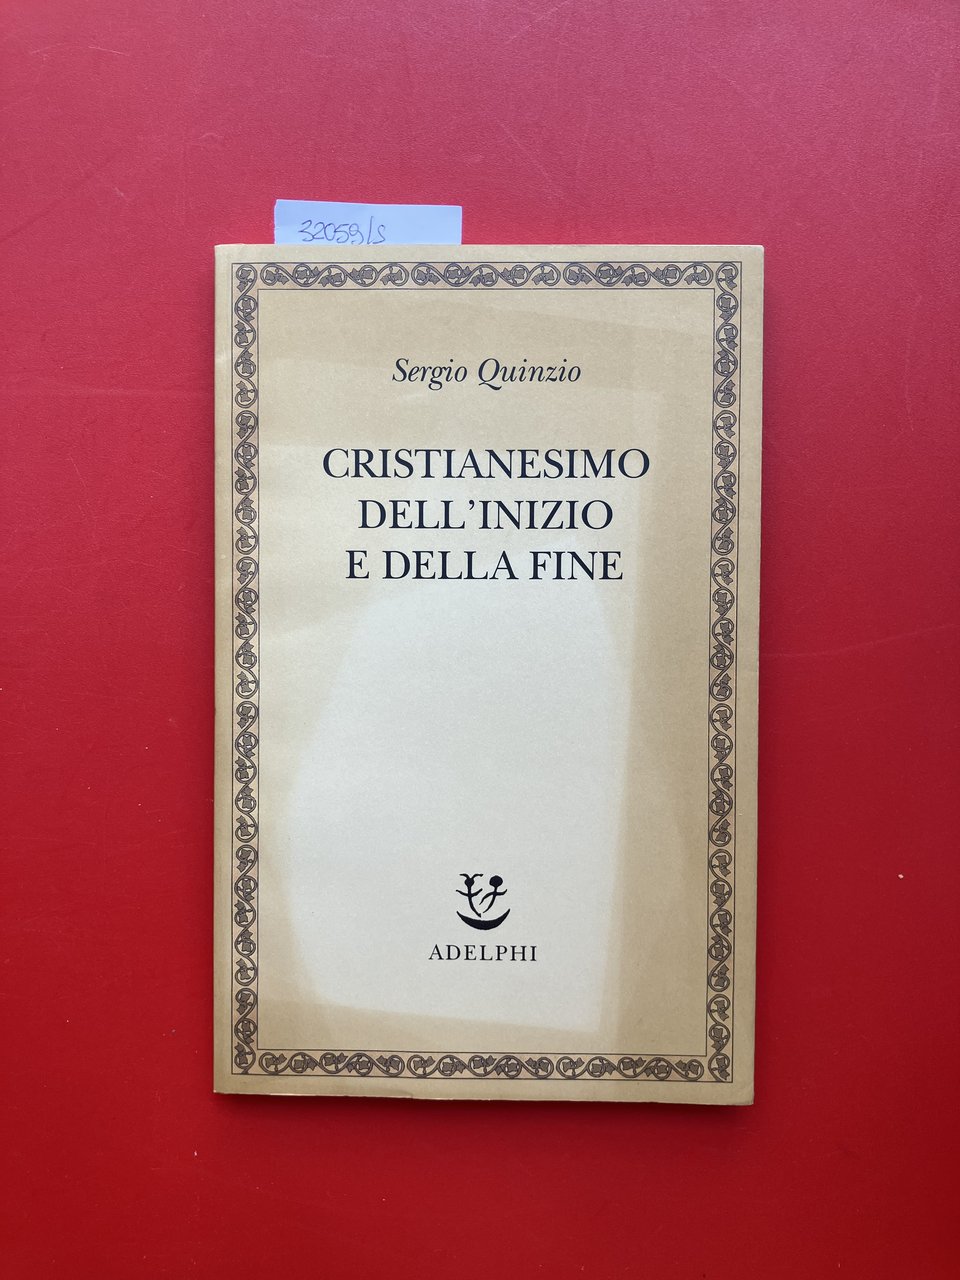 32059/s
Sergio Quinzio
CRISTIANESIMO
DELL'INIZIO
E DELLA FINE
ADELPHI